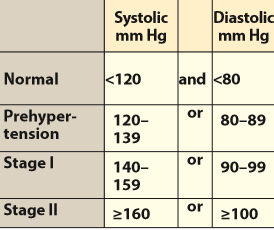 Systolic Diastolic
mm Hg mm Hg
Normal <120 and <80
Prehyper-
tension 120–
139 or 80–89
Stage I 140–
159 or 90–99
Stage II ≥160 or ≥100